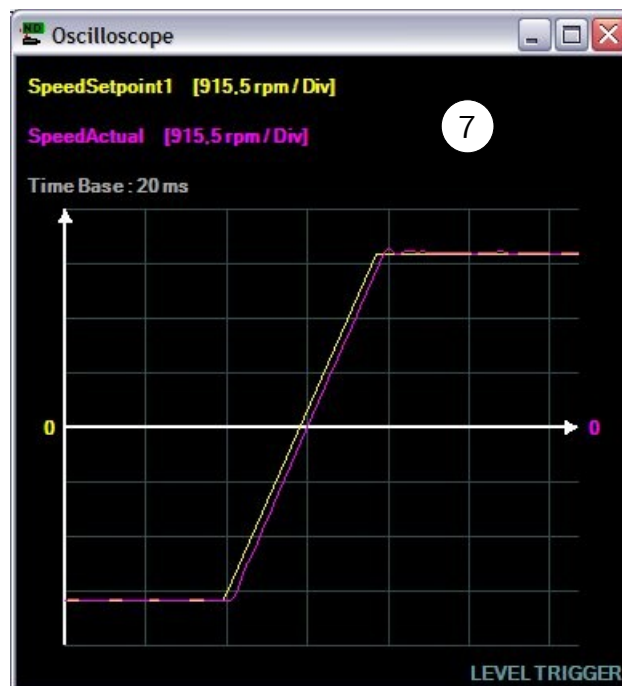 Oscilloscope
SpeedSetpoint1 [915,5 rpm / Div]
SpeedActual [915,5 rpm / Div]
7
Time Base : 20 ms
0 0
LEVEL TRIGGER